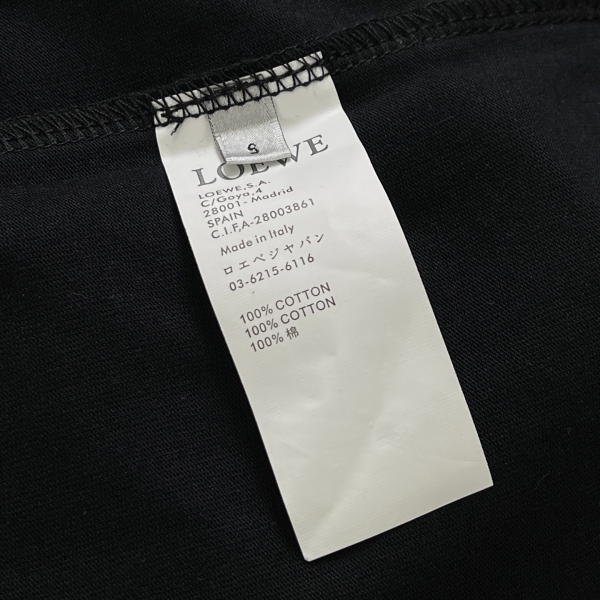 S
LOEWE
LOEWE,S.A.
C/Goya,4
28001-Madrid
SPAIN
C.I.F,A-28003861
Made in Italy
ロエベジャパン
03-6215-6116
100% COTTON
100% COTTON
100% 棉